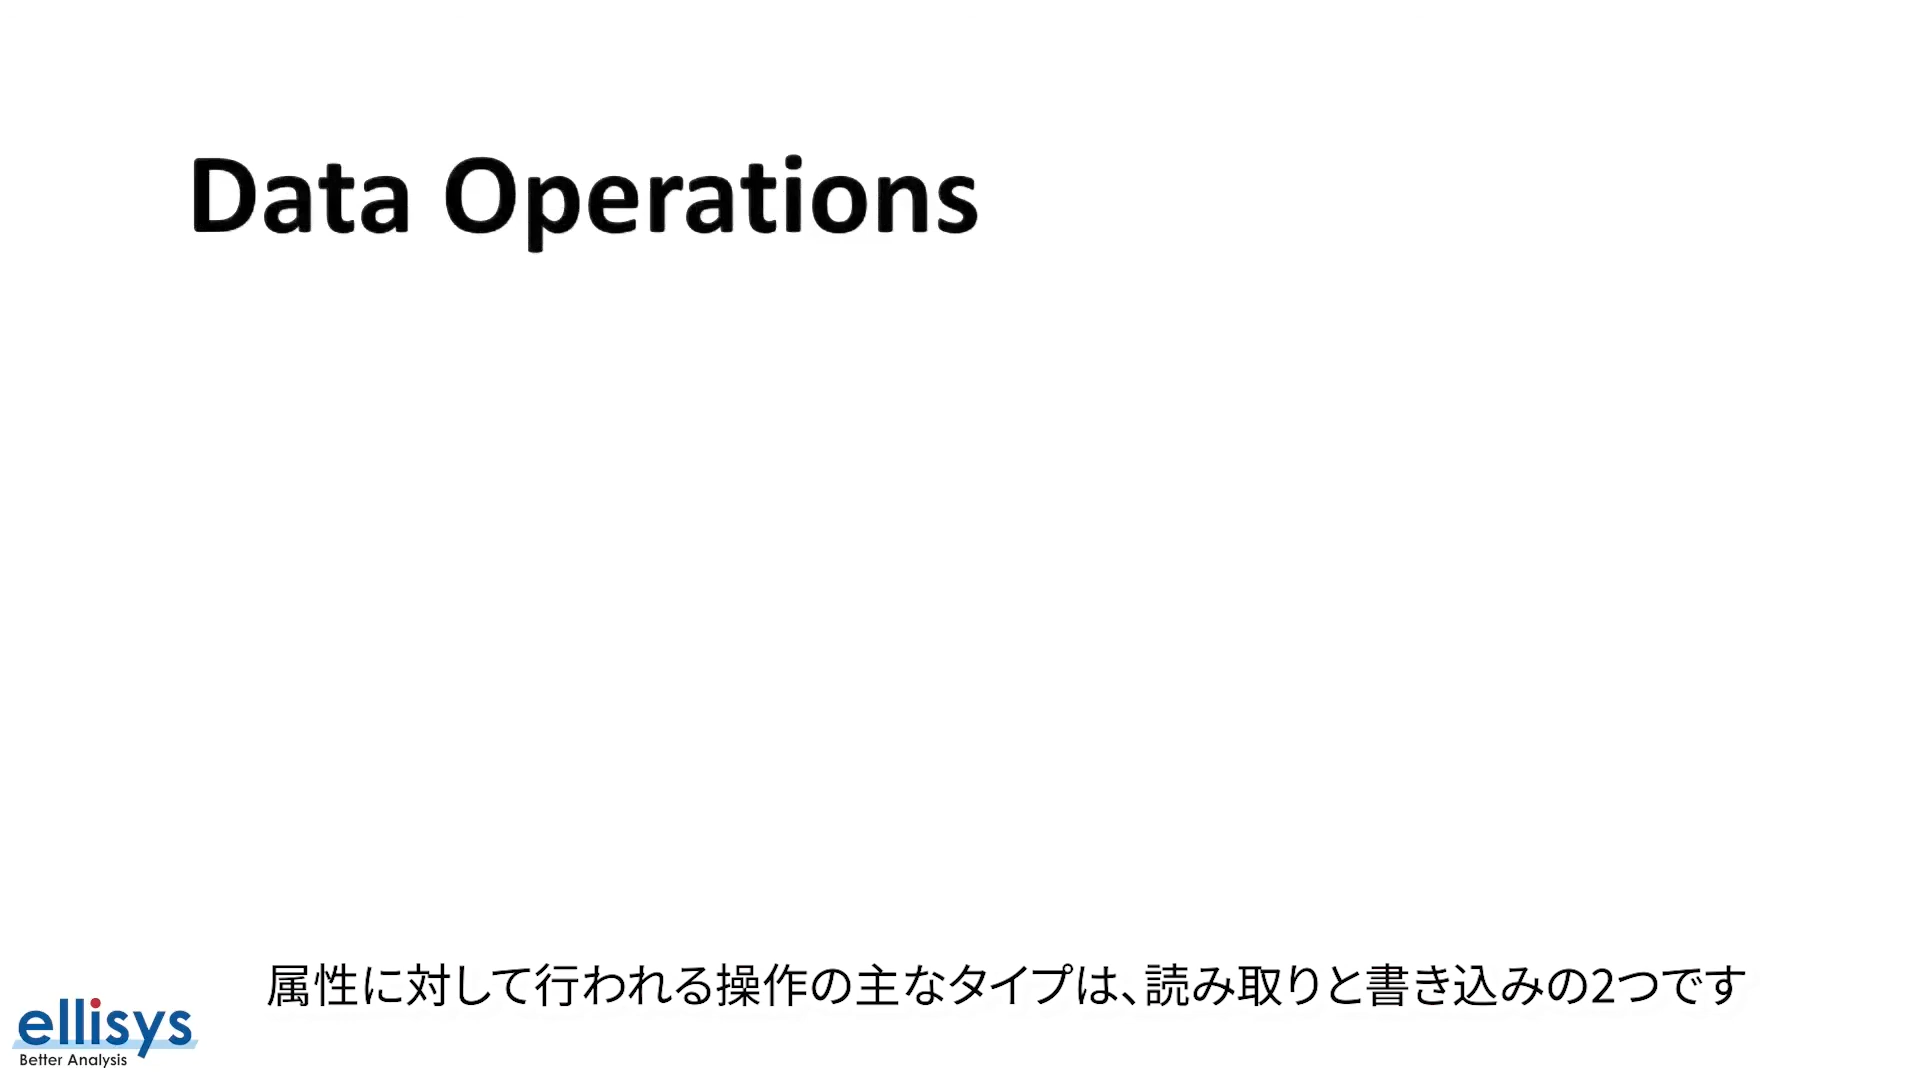 Data Operations
属性に対して行われる操作の主なタイプは、読み取りと書き込みの2つです
ellisys
Better Analysis